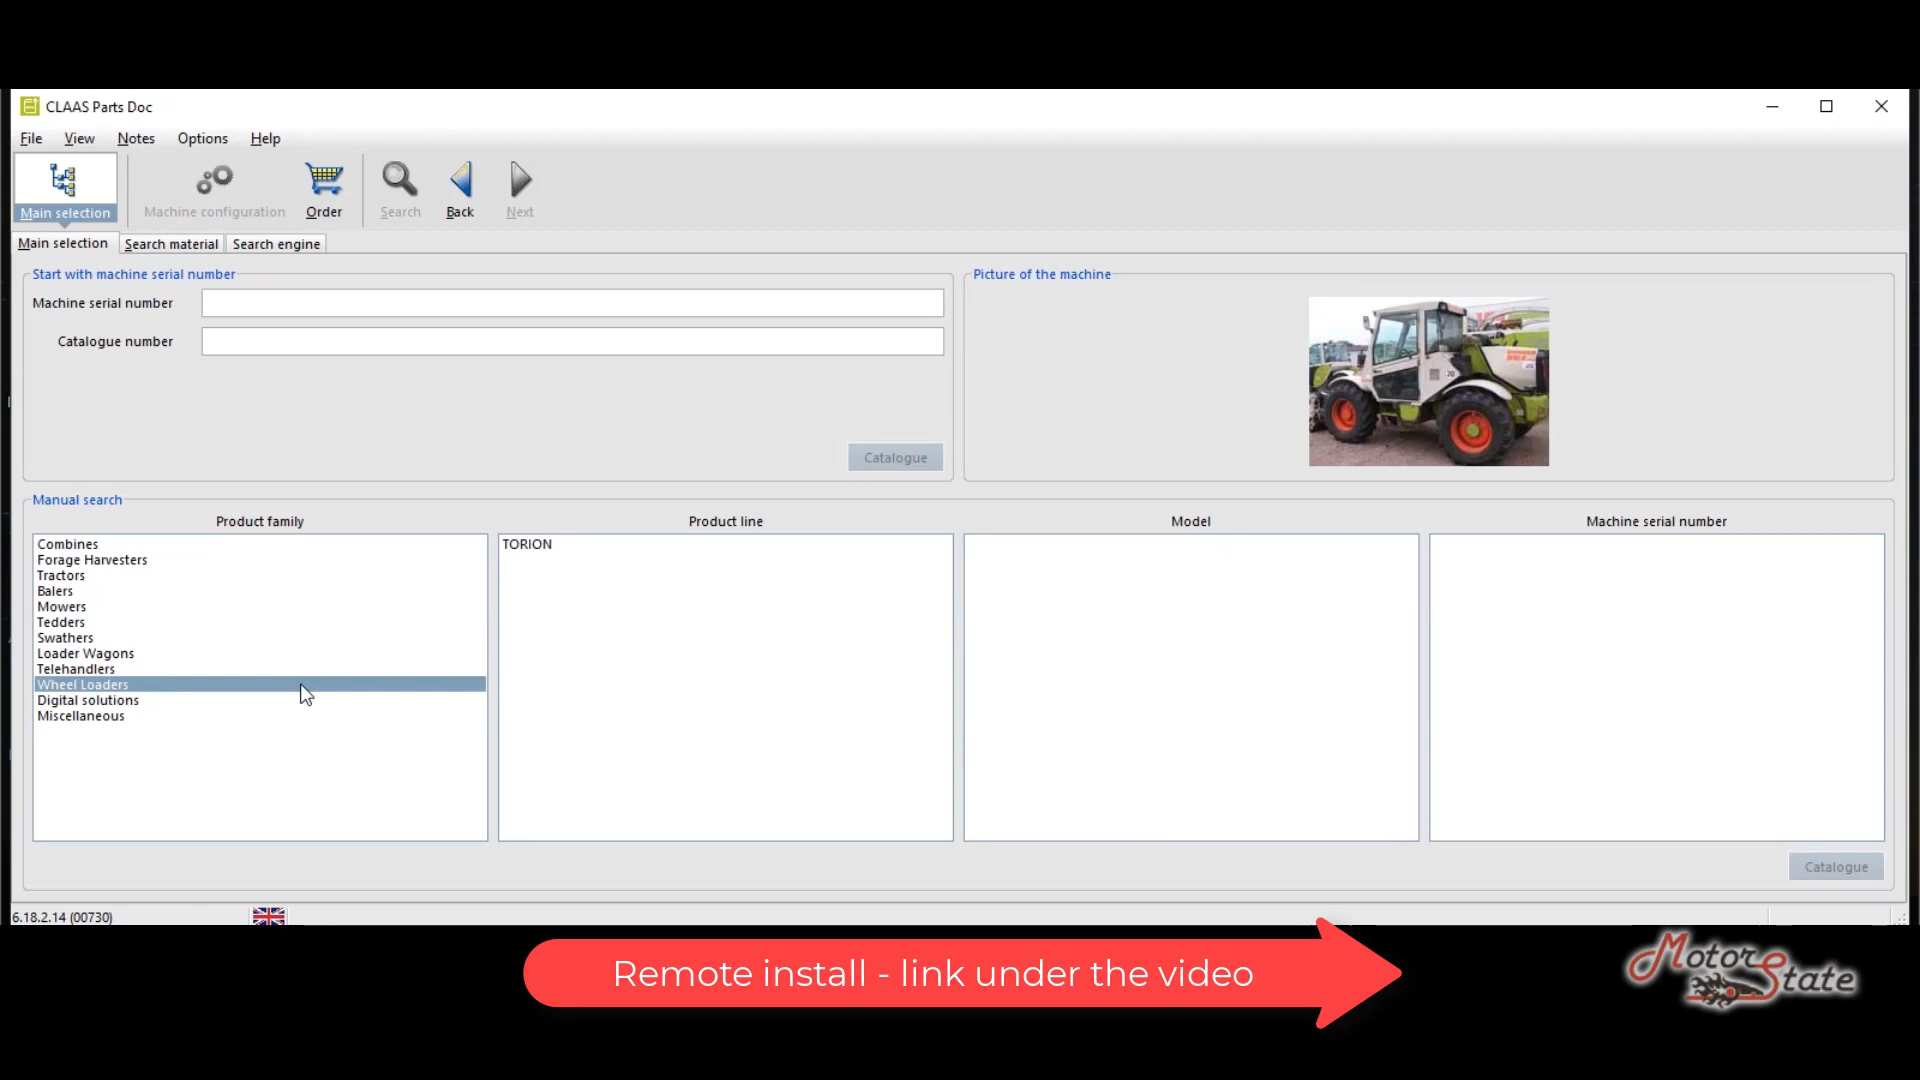 CLAAS Parts Doc
File View Notes Options Help
Main selection Machine configuration Order Search Back Next
Main selection Search material Search engine
Start with machine serial number
Machine serial number
Catalogue number
Catalogue
Picture of the machine
Manual search
Product family Product line Model Machine serial number
Combines
Forage Harvesters
Tractors
Balers
Mowers
Tedders
Swathers
Loader Wagons
Telehandlers
Wheel Loaders
Digital solutions
Miscellaneous
TORION
Catalogue
6.18.2.14 (00730)
Remote install - link under the video
Motor State